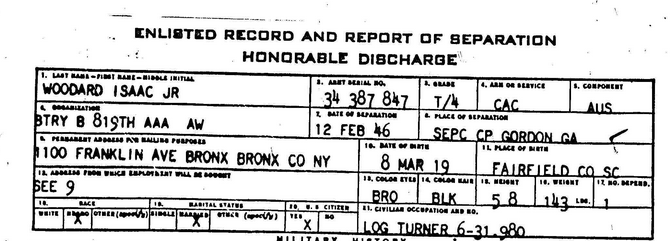 ENLISTED RECORD AND REPORT OF SEPARATION
HONORABLE DISCHARGE
1. LAST NAME - FIRST NAME - MIDDLE INITIAL 2. ARMY SERIAL NO. 3. GRADE 4. ARM OR SERVICE 5. COMPONENT
WOODARD ISAAC JR 34 387 847 T/4 CAC AUS
6. ORGANIZATION 7. DATE OF SEPARATION 8. PLACE OF SEPARATION
BTRY B 819TH AAA AW 12 FEB 46 SEPC CP GORDON GA
9. PERMANENT ADDRESS FOR MAILING PURPOSES 10. DATE OF BIRTH 11. PLACE OF BIRTH
1100 FRANKLIN AVE BRONX BRONX CO NY 8 MAR 19 FAIRFIELD CO SC
12. ADDRESS FROM WHICH EMPLOYMENT WILL BE SOUGHT 13. COLOR EYES 14. COLOR HAIR 15. HEIGHT 16. WEIGHT 17. NO. DEPEND.
SEE 9 BRO BLK 5 8 143 LBS. 1
18. RACE 19. MARITAL STATUS 20. U.S. CITIZEN 21. CIVILIAN OCCUPATION AND NO.
WHITE NEGRO OTHER (specify) SINGLE MARRIED OTHER (specify) YES NO
X X X LOG TURNER 6-31.980
MILITARY HISTORY